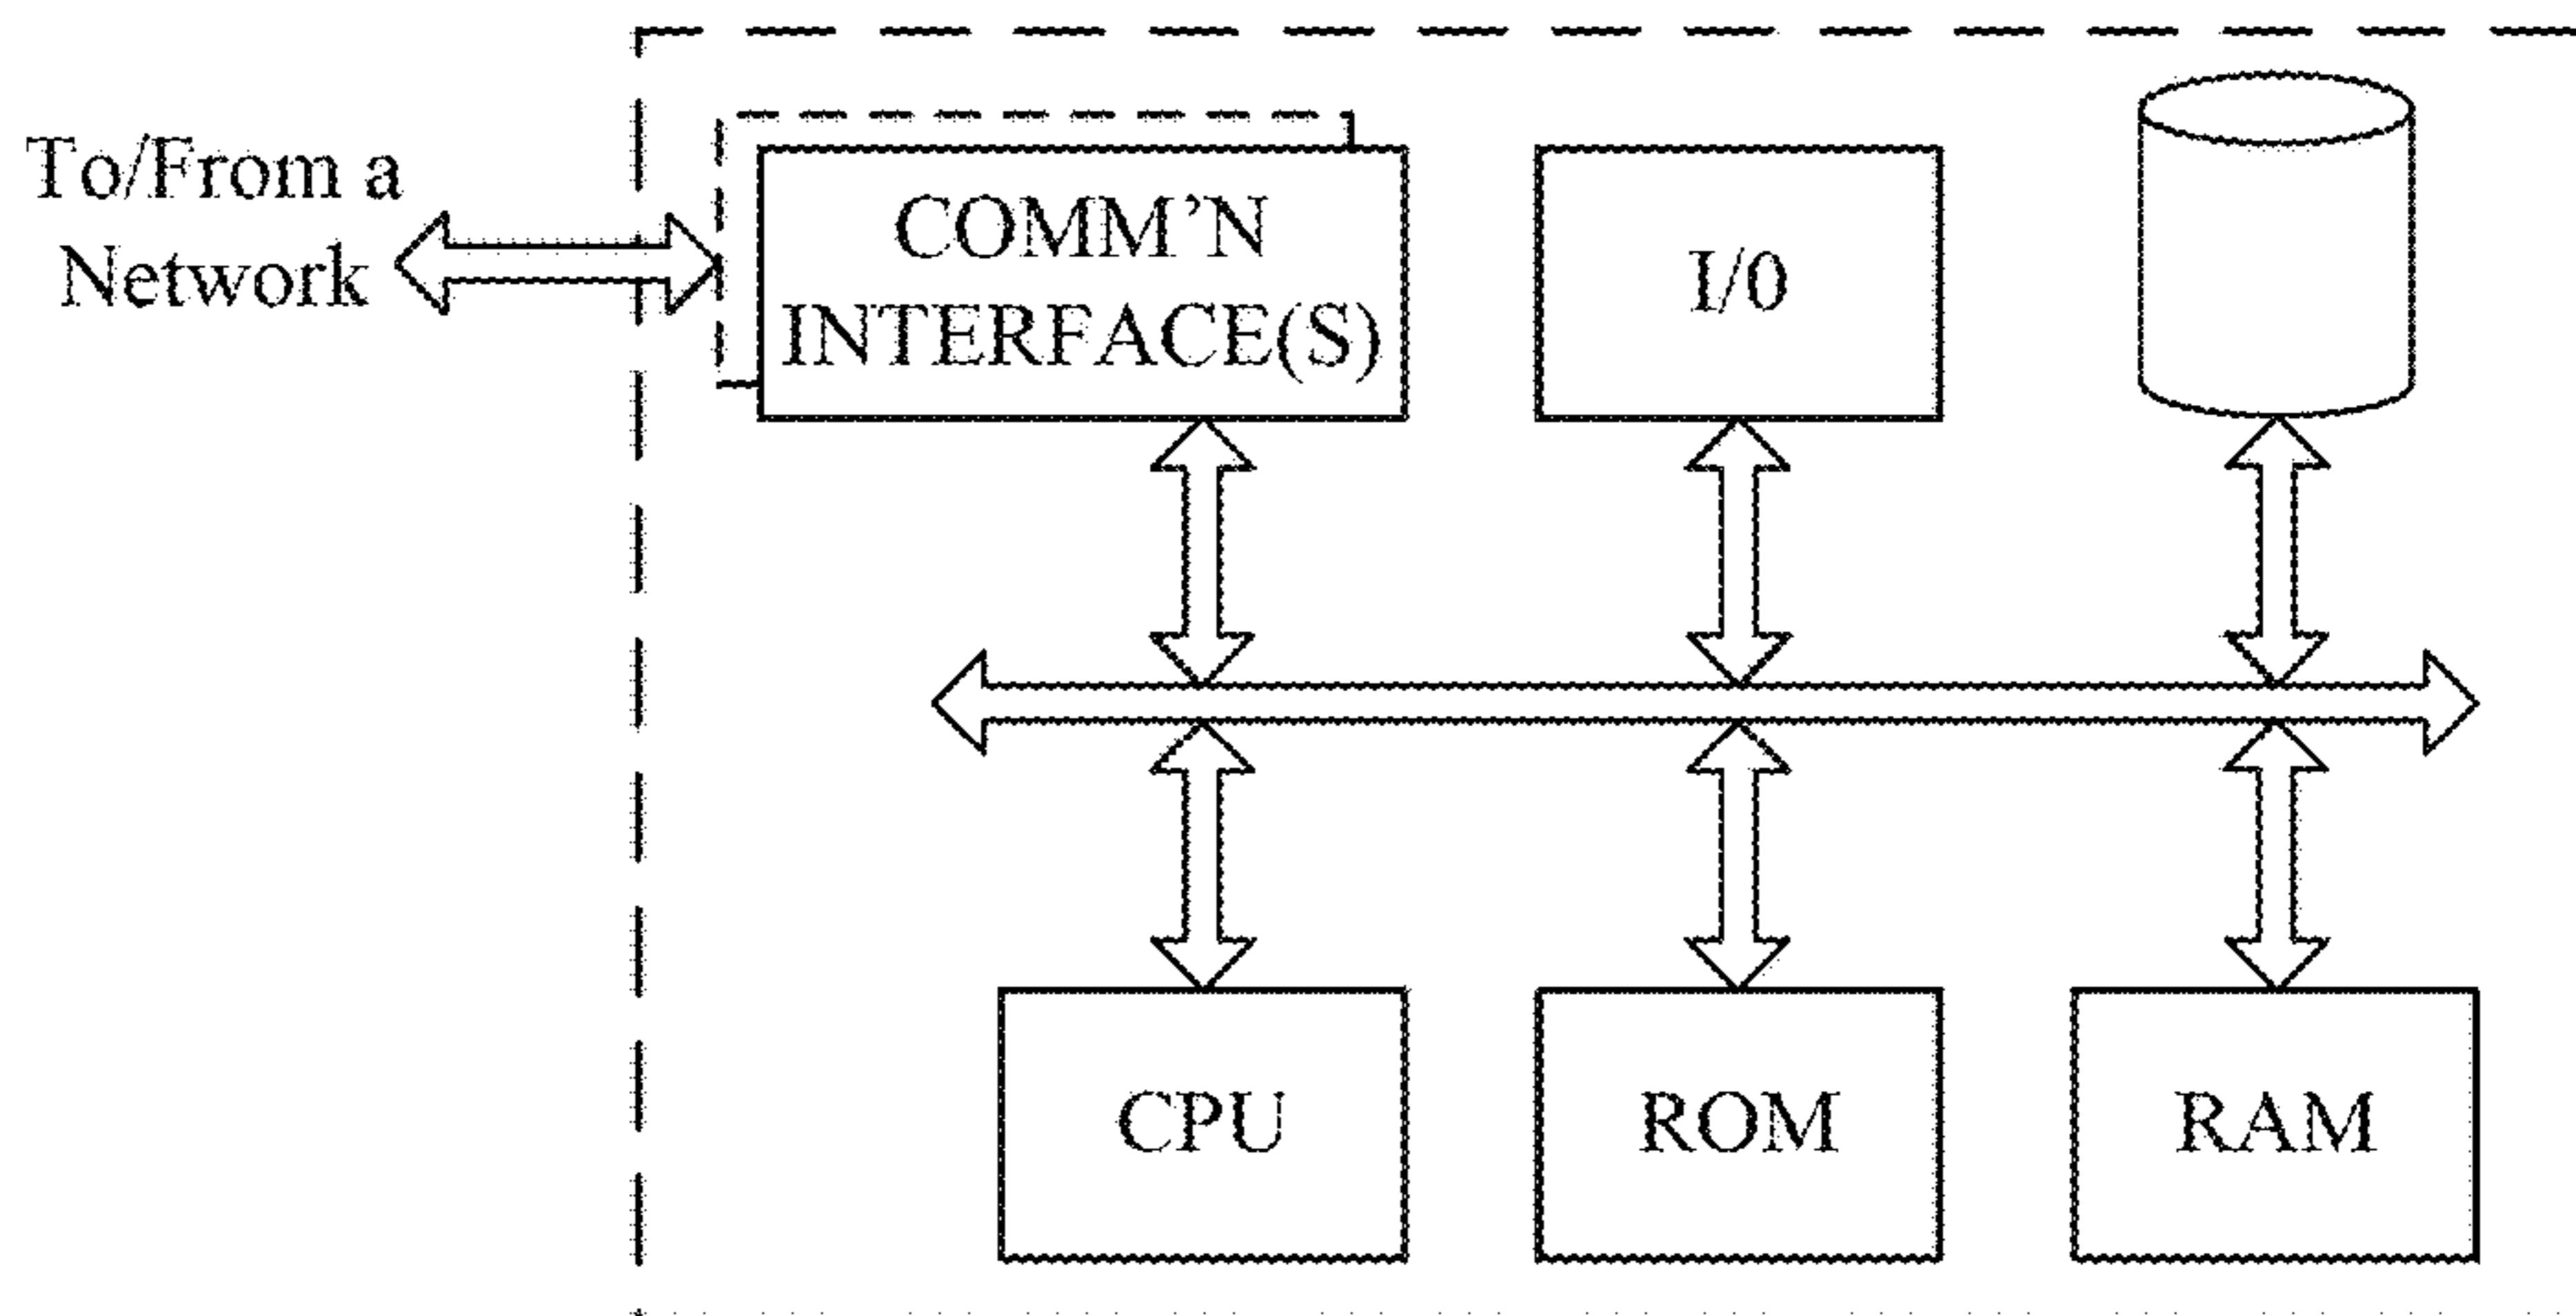 To/From a
Network
COMM’N
INTERFACE(S)
I/0
CPU
ROM
RAM